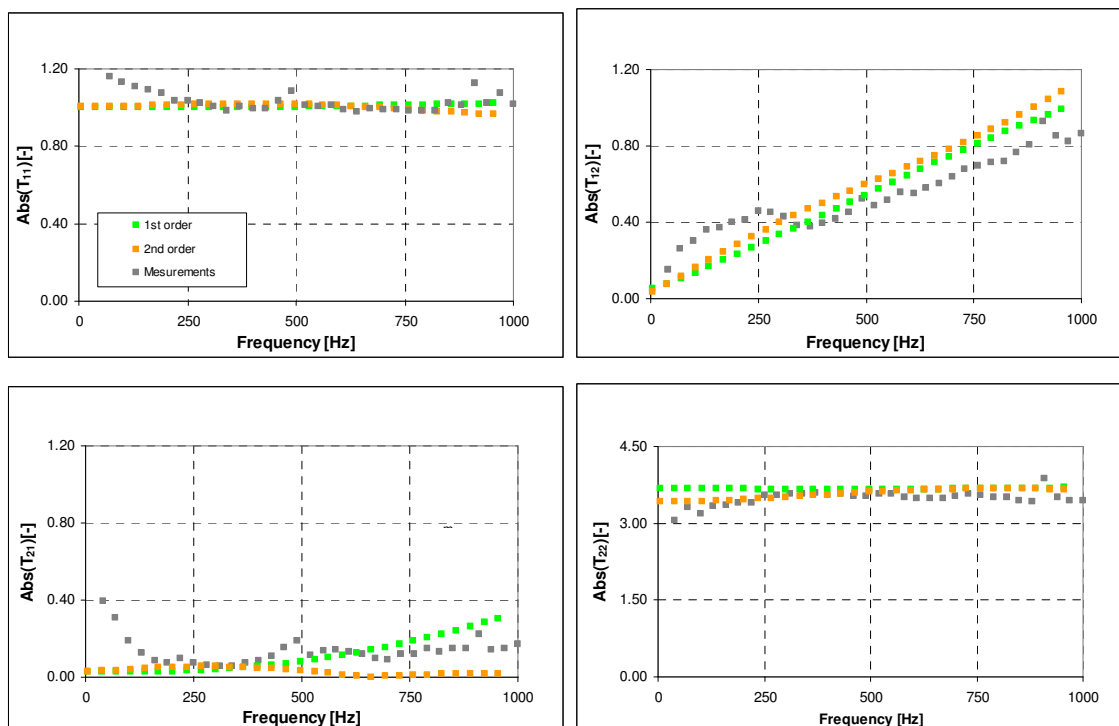 1.20
0.80
0.40
0.00
Abs(T11)[-]
1st order
2nd order
Mesurements
0 250 500 750 1000
Frequency [Hz]
1.20
0.80
0.40
0.00
Abs(T12)[-]
0 250 500 750 1000
Frequency [Hz]
1.20
0.80
0.40
0.00
Abs(T21)[-]
0 250 500 750 1000
Frequency [Hz]
4.50
3.00
1.50
0.00
Abs(T22)[-]
0 250 500 750 1000
Frequency [Hz]